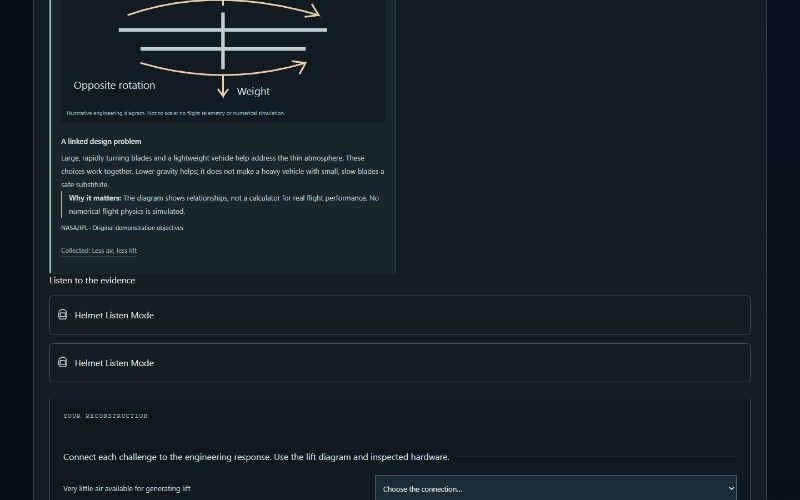 Opposite rotation
Weight
Illustrative engineering diagram. Not to scale; no flight telemetry or numerical simulation.
A linked design problem
Large, rapidly turning blades and a lightweight vehicle help address the thin atmosphere. These
choices work together. Lower gravity helps; it does not make a heavy vehicle with small, slow blades a
safe substitute.
Why it matters: The diagram shows relationships, not a calculator for real flight performance. No
numerical flight physics is simulated.
NASA/JPL - Original demonstration objectives
Collected: Less air, less lift
Listen to the evidence
Helmet Listen Mode
Helmet Listen Mode
YOUR RECONSTRUCTION
Connect each challenge to the engineering response. Use the lift diagram and inspected hardware.
Very little air available for generating lift
Choose the connection...